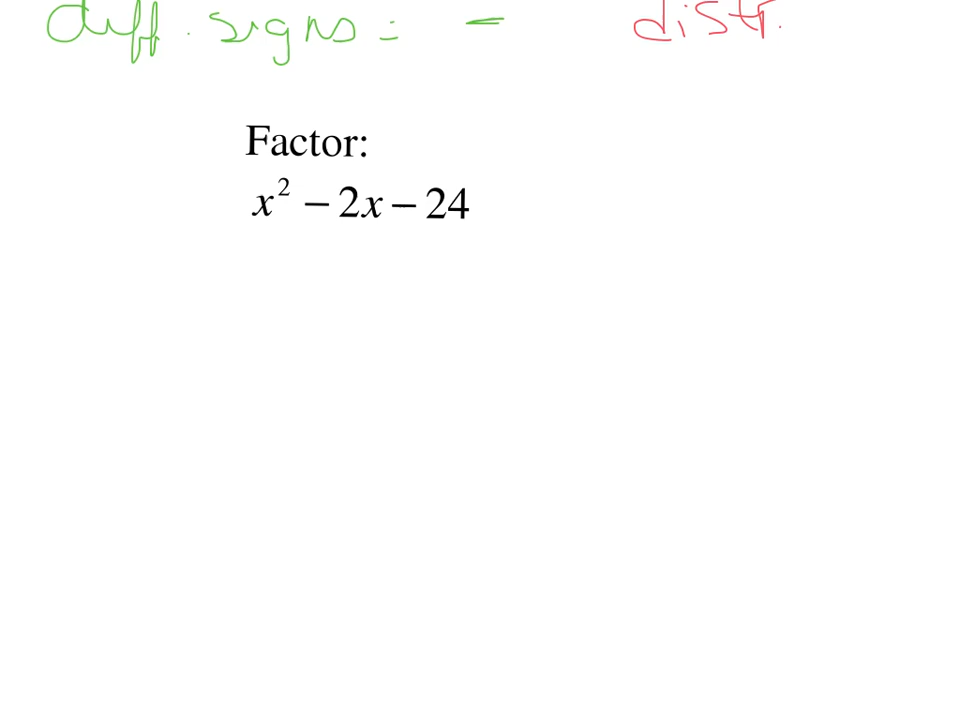 diff. signs = - distr.
Factor:
x² − 2x − 24